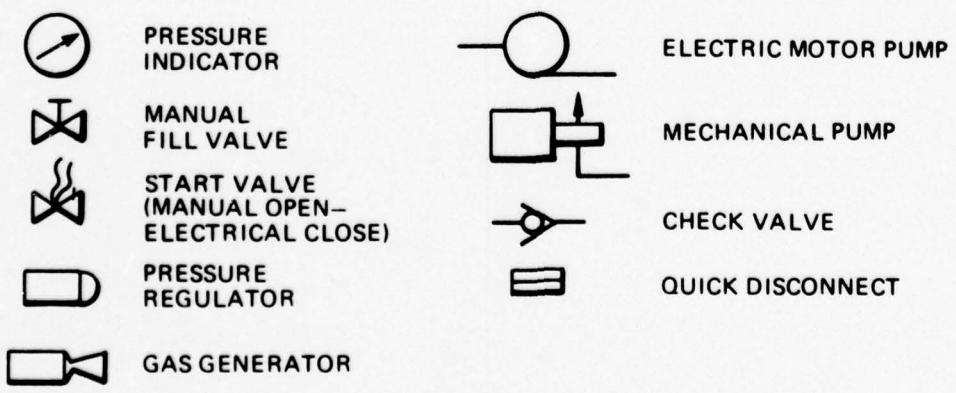 PRESSURE
INDICATOR
MANUAL
FILL VALVE
START VALVE
(MANUAL OPEN–
ELECTRICAL CLOSE)
PRESSURE
REGULATOR
GAS GENERATOR
ELECTRIC MOTOR PUMP
MECHANICAL PUMP
CHECK VALVE
QUICK DISCONNECT